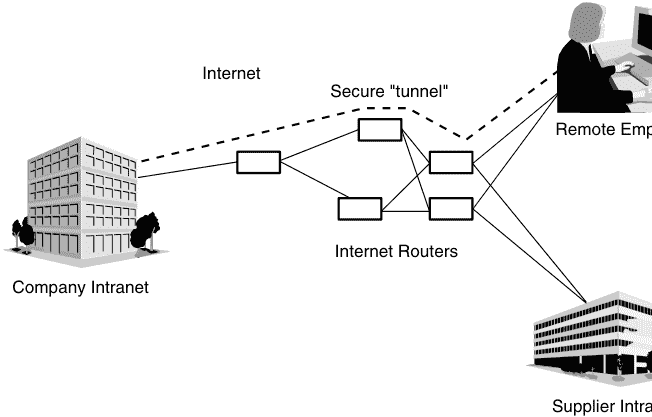 Internet
Secure "tunnel"
Remote Emp
Internet Routers
Company Intranet
Supplier Intra